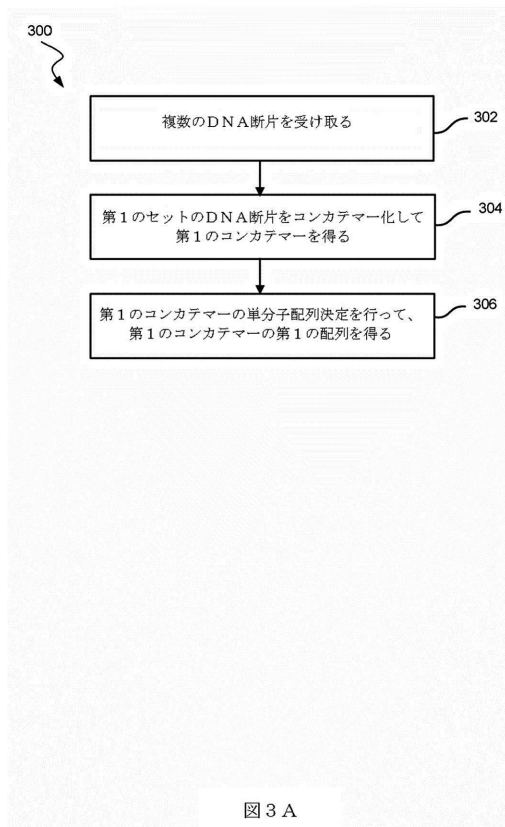 300
複数のDNA断片を受け取る
302
第1のセットのDNA断片をコンカテマー化して
第1のコンカテマーを得る
304
第1のコンカテマーの単分子配列決定を行って、
第1のコンカテマーの第1の配列を得る
306
図3A